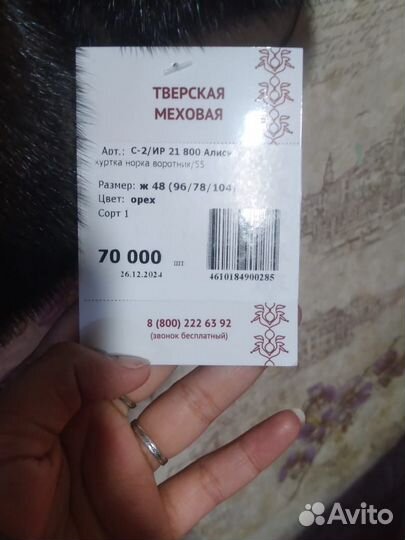 ТВЕРСКАЯ
МЕХОВАЯ
Арт.: С-2/ИР 21 800
куртка норка воротник/55
Размер: ж 48 (96/78/104)
Цвет: орех
Сорт 1
70 000 шт
26.12.2024
4610184900285
8 (800) 222 63 92
(звонок бесплатный)
Avito